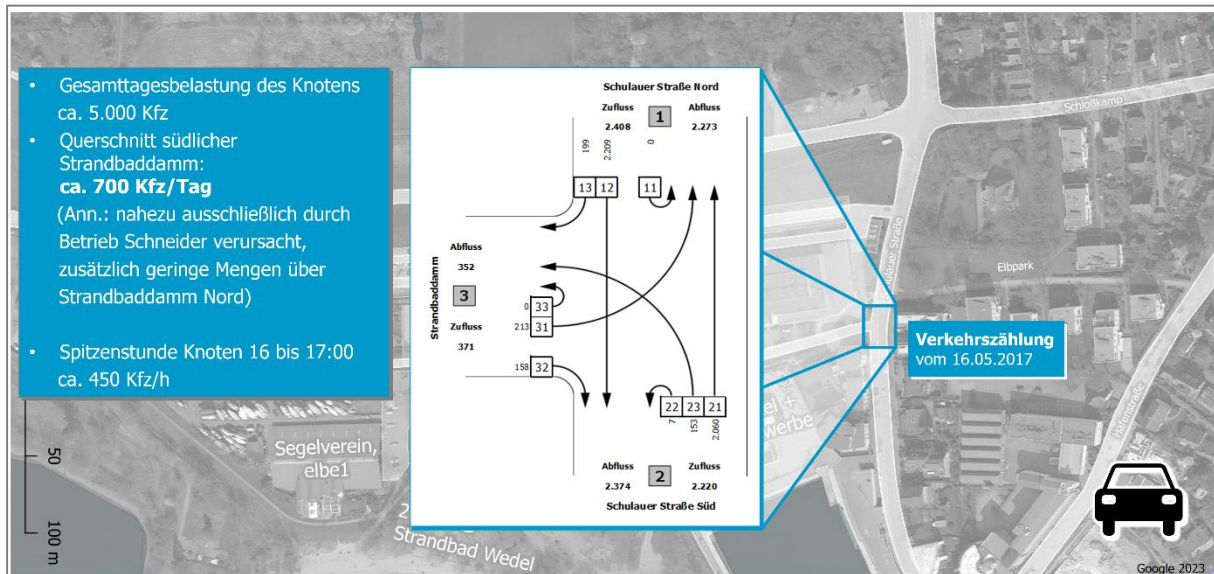 • Gesamttagesbelastung des Knotens
ca. 5.000 Kfz
• Querschnitt südlicher
Strandbaddamm:
ca. 700 Kfz/Tag
(Ann.: nahezu ausschließlich durch
Betrieb Schneider verursacht,
zusätzlich geringe Mengen über
Strandbaddamm Nord)
• Spitzenstunde Knoten 16 bis 17:00
ca. 450 Kfz/h
Schulauer Straße Nord
Zufluss 1 Abfluss
2.408 2.273
199 2.209 0
13 12 11
Abfluss
352
3
Strandbaddamm
0 33
213 31
Zufluss
371
158 32
22 23 21
7 153 2.060
Abfluss 2 Zufluss
2.374 2.220
Schulauer Straße Süd
Schloßkamp
Schulauer Straße
Elbpark
Verkehrszählung
vom 16.05.2017
Hafenstraße
Segelverein,
elbe1
Strandbad Wedel
50
100 m
Google 2023